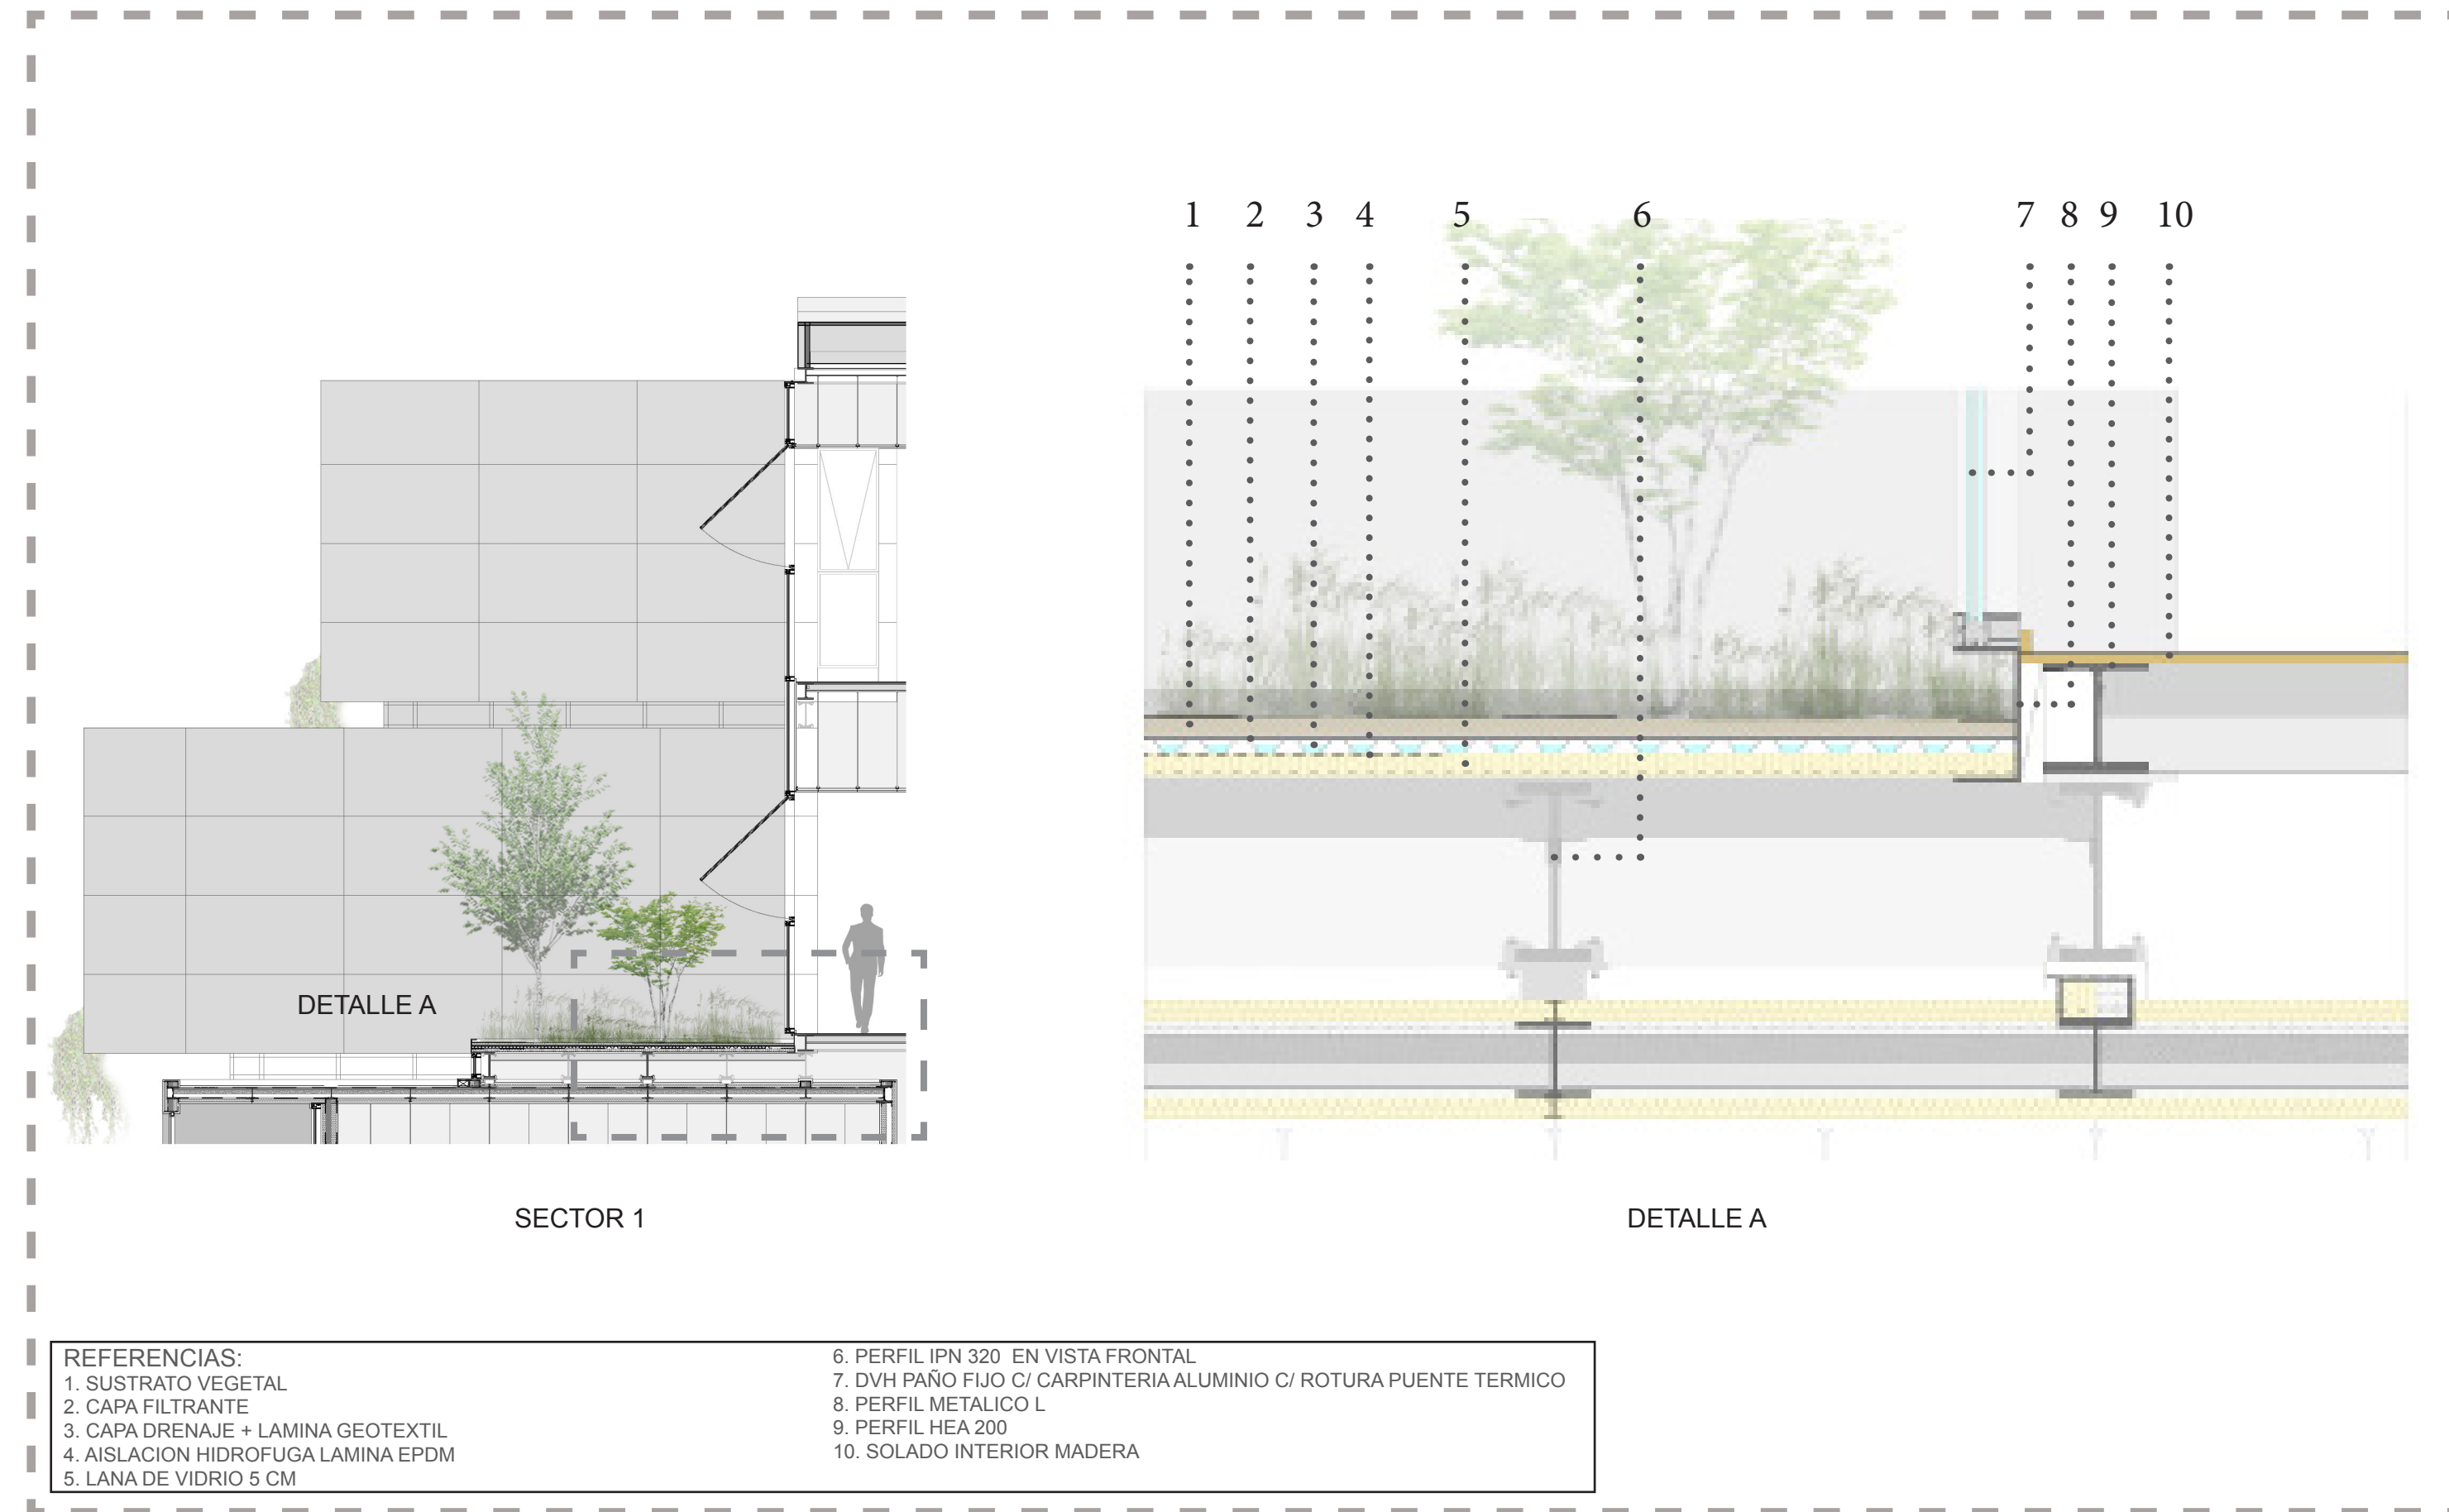 1 2 3 4 5 6 7 8 9 10
DETALLE A
SECTOR 1
DETALLE A
REFERENCIAS:
1. SUSTRATO VEGETAL
2. CAPA FILTRANTE
3. CAPA DRENAJE + LAMINA GEOTEXTIL
4. AISLACION HIDROFUGA LAMINA EPDM
5. LANA DE VIDRIO 5 CM
6. PERFIL IPN 320 EN VISTA FRONTAL
7. DVH PAÑO FIJO C/ CARPINTERIA ALUMINIO C/ ROTURA PUENTE TERMICO
8. PERFIL METALICO L
9. PERFIL HEA 200
10. SOLADO INTERIOR MADERA